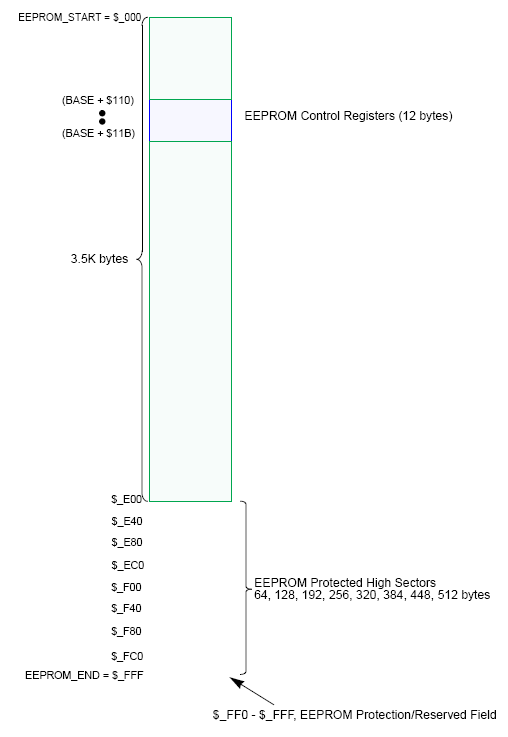 EEPROM_START = $_000
(BASE + $110)
EEPROM Control Registers (12 bytes)
(BASE + $11B)
3.5K bytes
$_E00
$_E40
$_E80
$_EC0
$_F00
EEPROM Protected High Sectors
64, 128, 192, 256, 320, 384, 448, 512 bytes
$_F40
$_F80
$_FC0
EEPROM_END = $_FFF
$_FF0 - $_FFF, EEPROM Protection/Reserved Field